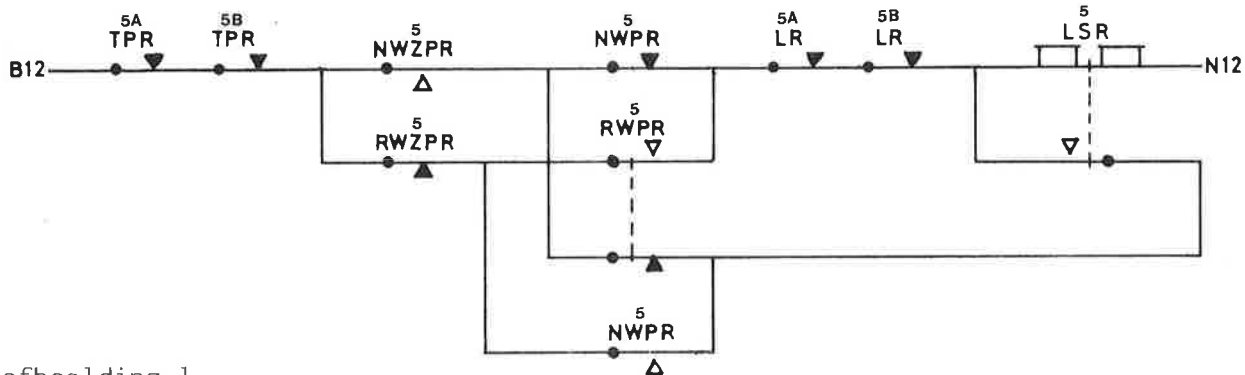 5A 5B 5 5 5A 5B 5
TPR TPR NWZPR NWPR LR LR LSR
B12 N12
5 5
RWZPR RWPR
5
NWPR
afbeelding 1